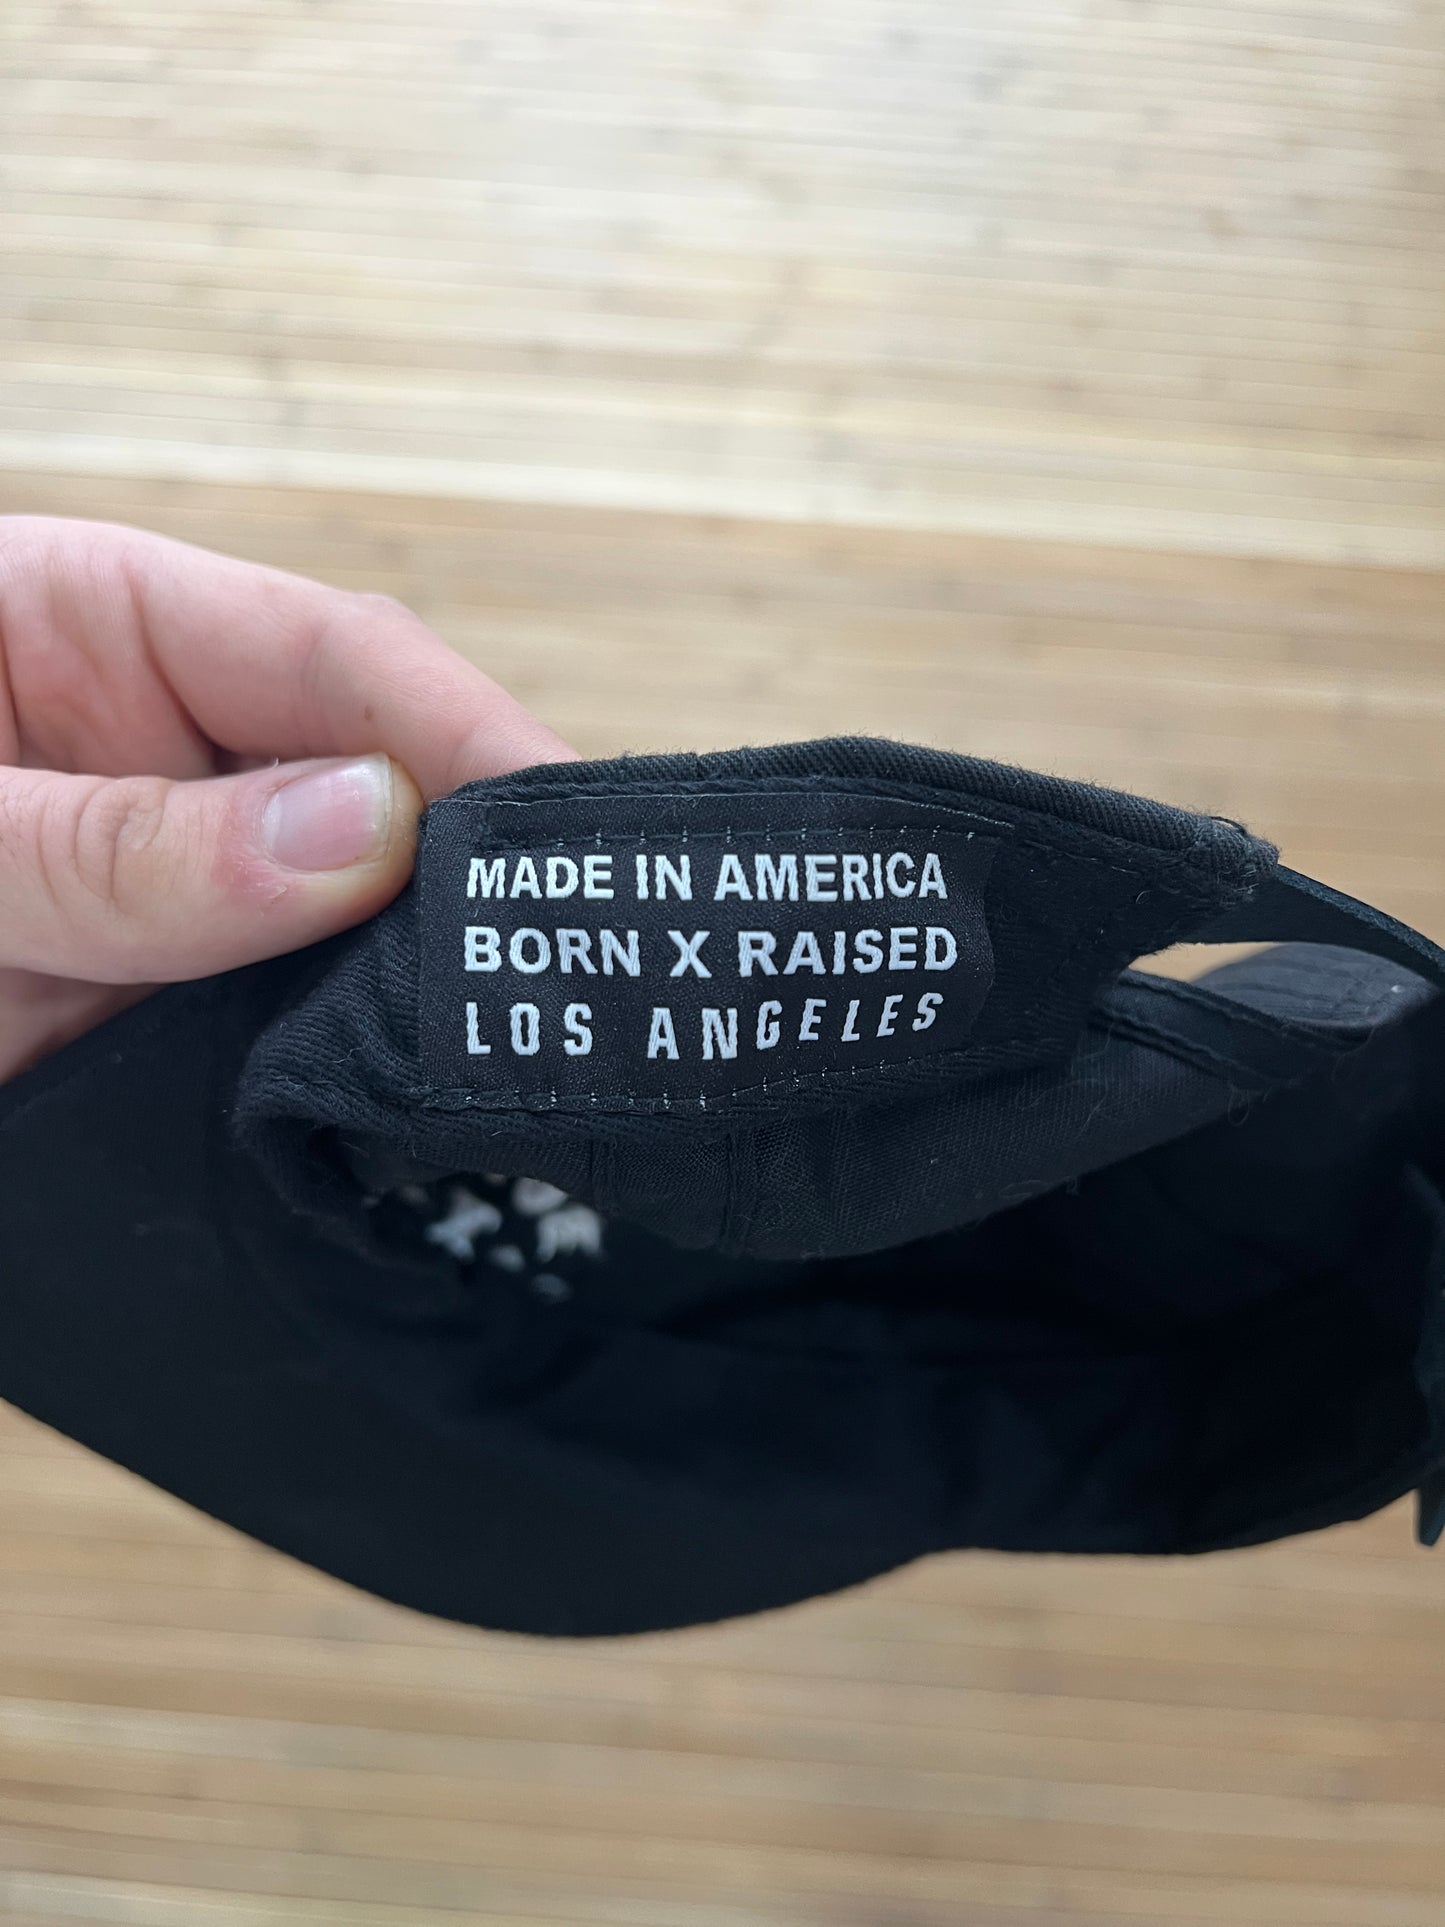 MADE IN AMERICA
BORN X RAISED
LOS ANGELES